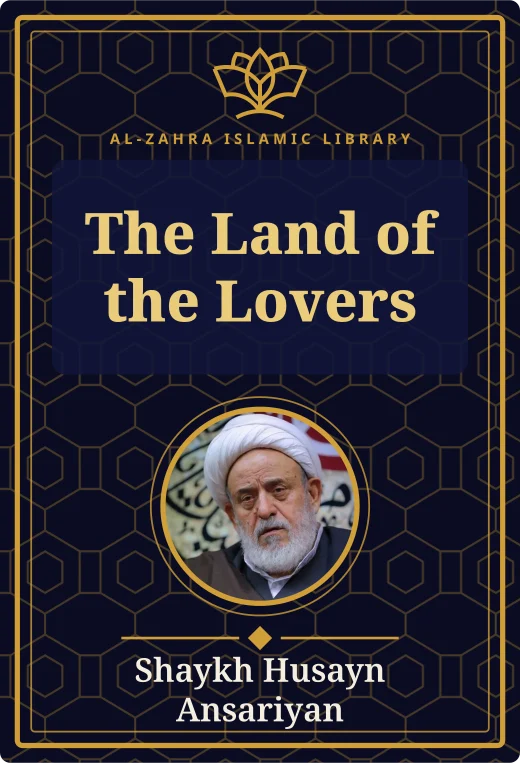 AL-ZAHRA ISLAMIC LIBRARY
The Land of
the Lovers
Shaykh Husayn
Ansariyan